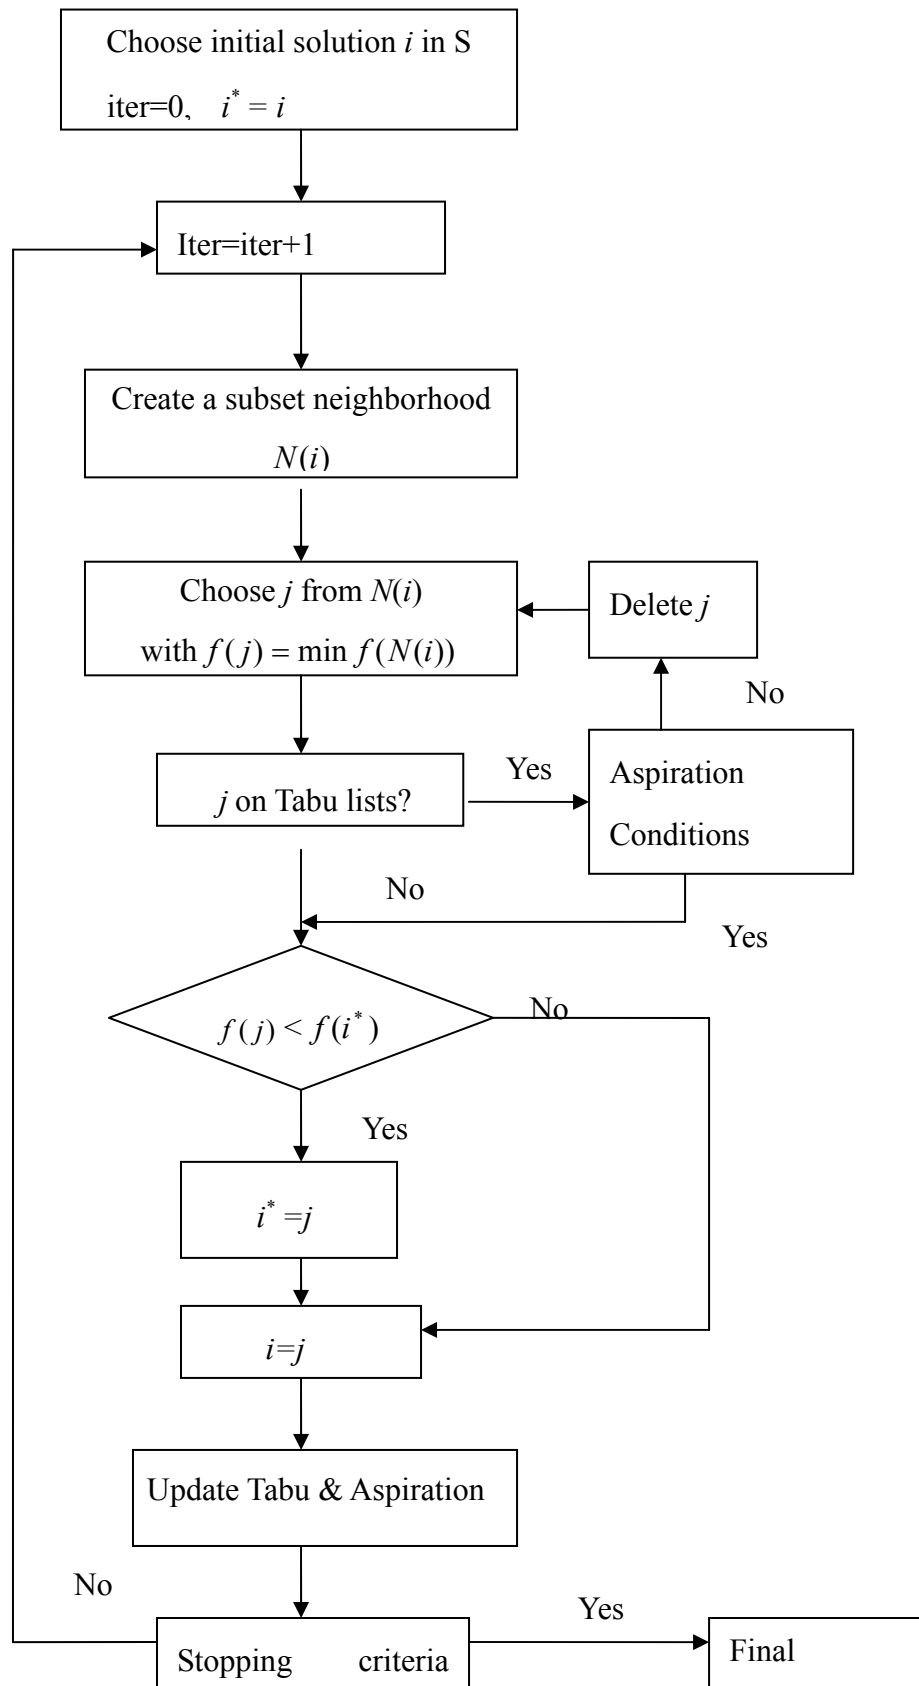 Choose initial solution i in S
iter=0, i* = i
Iter=iter+1
Create a subset neighborhood
N(i)
Choose j from N(i)
with f(j) = min f(N(i))
Delete j
No
j on Tabu lists?
Yes
Aspiration
Conditions
No
Yes
f(j) < f(i*)
No
Yes
i* =j
i=j
Update Tabu & Aspiration
No
Stopping criteria
Yes
Final